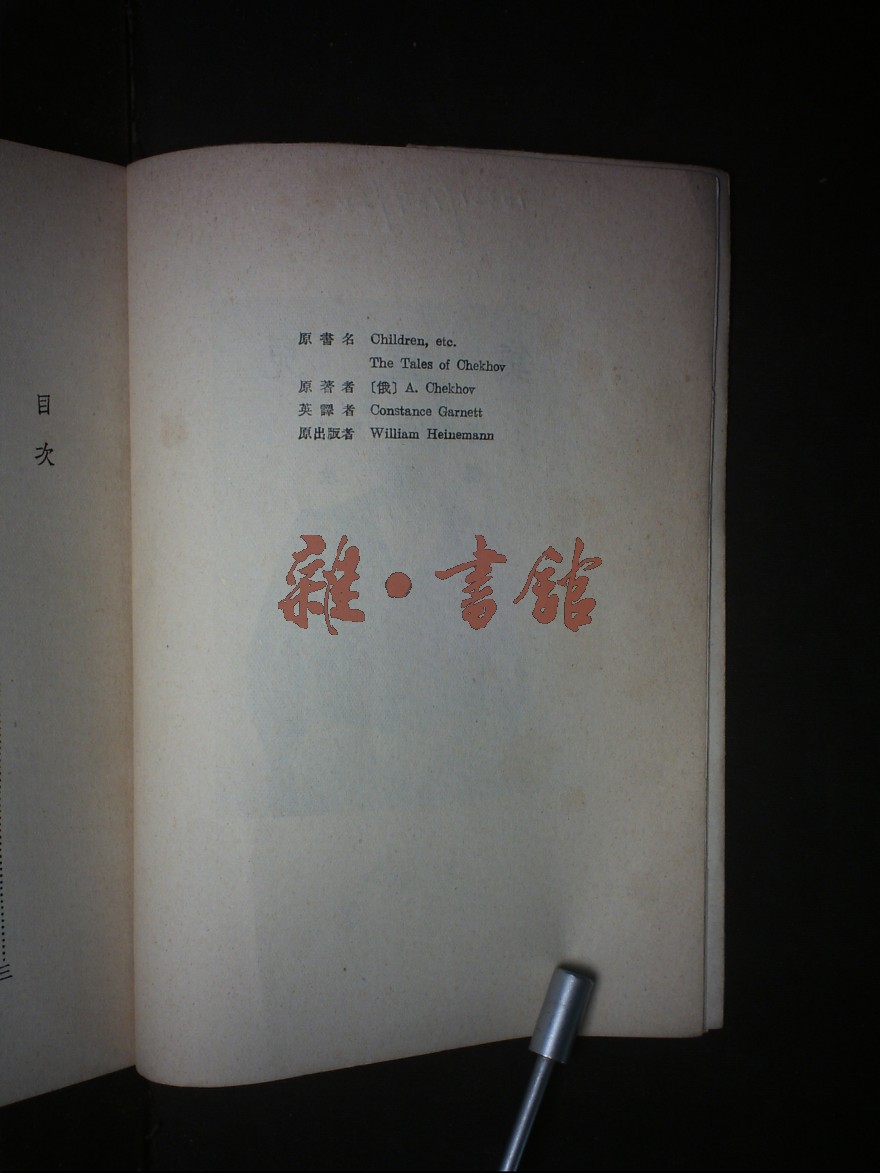 原書名 Children, etc.
The Tales of Chekhov
原著者 〔俄〕 A. Chekhov
英譯者 Constance Garnett
原出版者 William Heinemann
雜·書館
目次
三